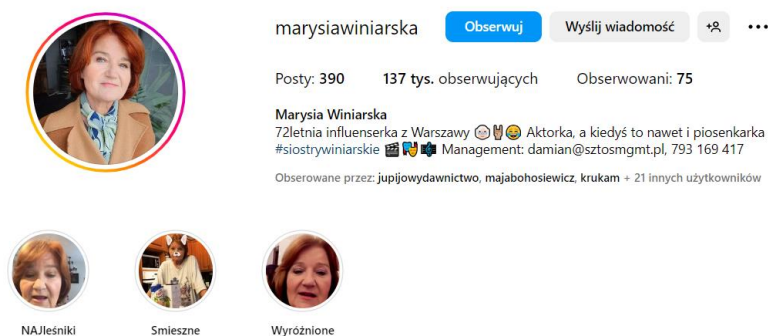 marysiawiniarska Obserwuj Wyślij wiadomość
Posty: 390 137 tys. obserwujących Obserwowani: 75
Marysia Winiarska
72letnia influenserka z Warszawy 👵🏻🤘🏻😂 Aktorka, a kiedyś to nawet i piosenkarka
#siostrywiniarskie 🎬 Management: damian@sztosmgmt.pl, 793 169 417
Obserwowane przez: jupijowydawnictwo, majabohosiewicz, krukam + 21 innych użytkowników
NAJleśniki Smieszne Wyróżnione